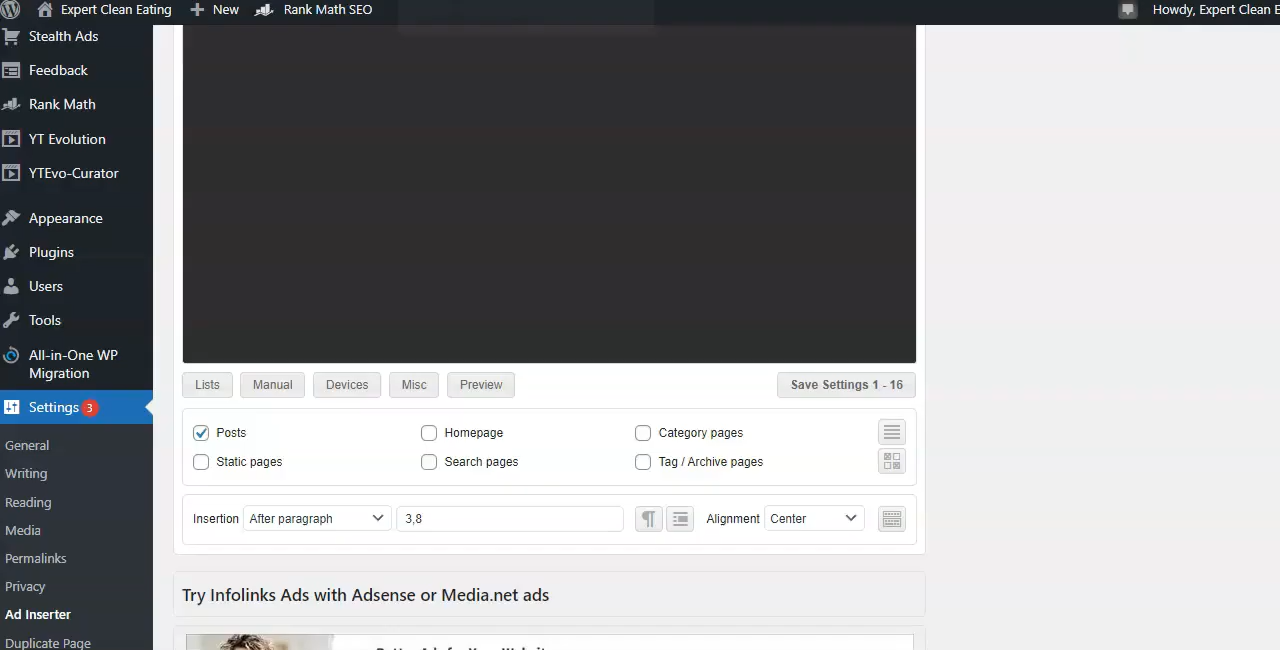 Expert Clean Eating New Rank Math SEO Howdy, Expert Clean E
Stealth Ads
Feedback
Rank Math
YT Evolution
YTEvo-Curator
Appearance
Plugins
Users
Tools
All-in-One WP
Migration
Settings 3
General
Writing
Reading
Media
Permalinks
Privacy
Ad Inserter
Duplicate Page
Lists Manual Devices Misc Preview Save Settings 1 - 16
Posts Homepage Category pages
Static pages Search pages Tag / Archive pages
Insertion After paragraph 3,8 Alignment Center
Try Infolinks Ads with Adsense or Media.net ads